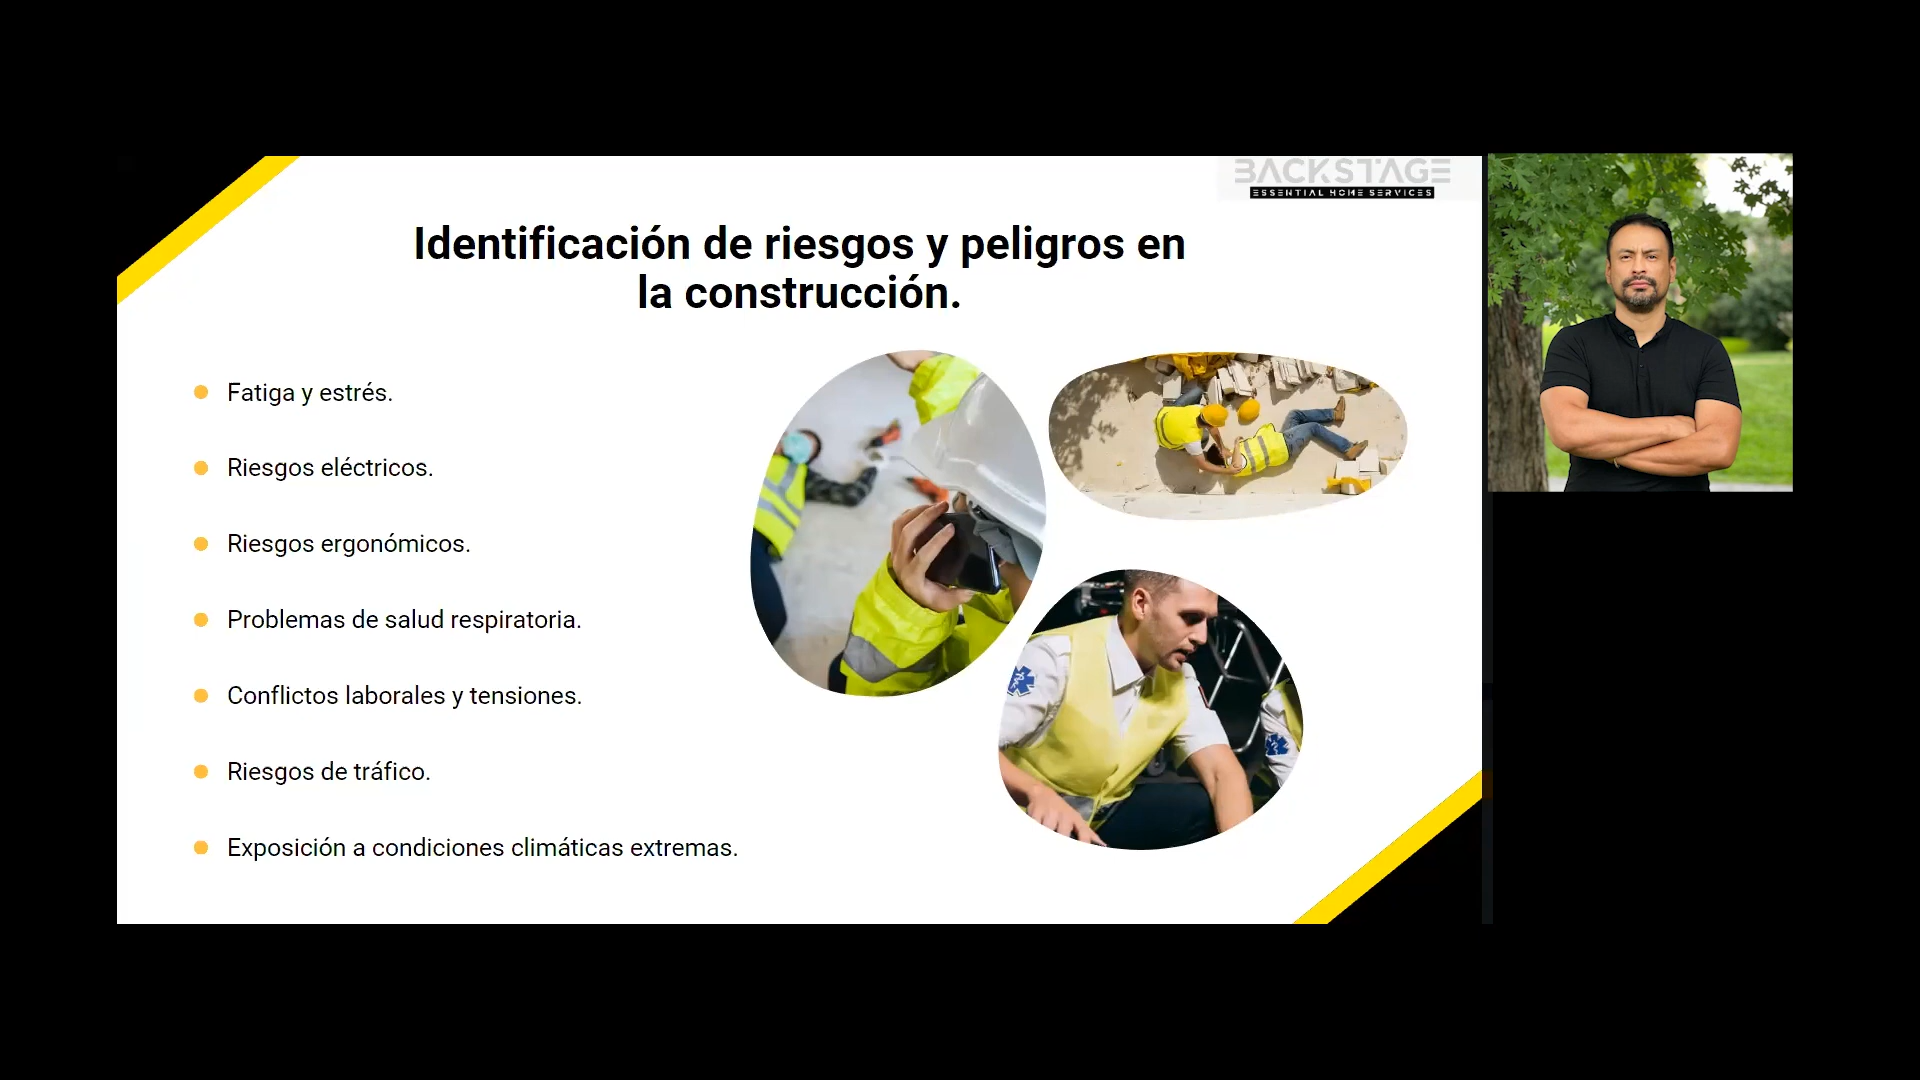 BACKSTAGE
ESSENTIAL HOME SERVICES
Identificación de riesgos y peligros en
la construcción.
Fatiga y estrés.
Riesgos eléctricos.
Riesgos ergonómicos.
Problemas de salud respiratoria.
Conflictos laborales y tensiones.
Riesgos de tráfico.
Exposición a condiciones climáticas extremas.